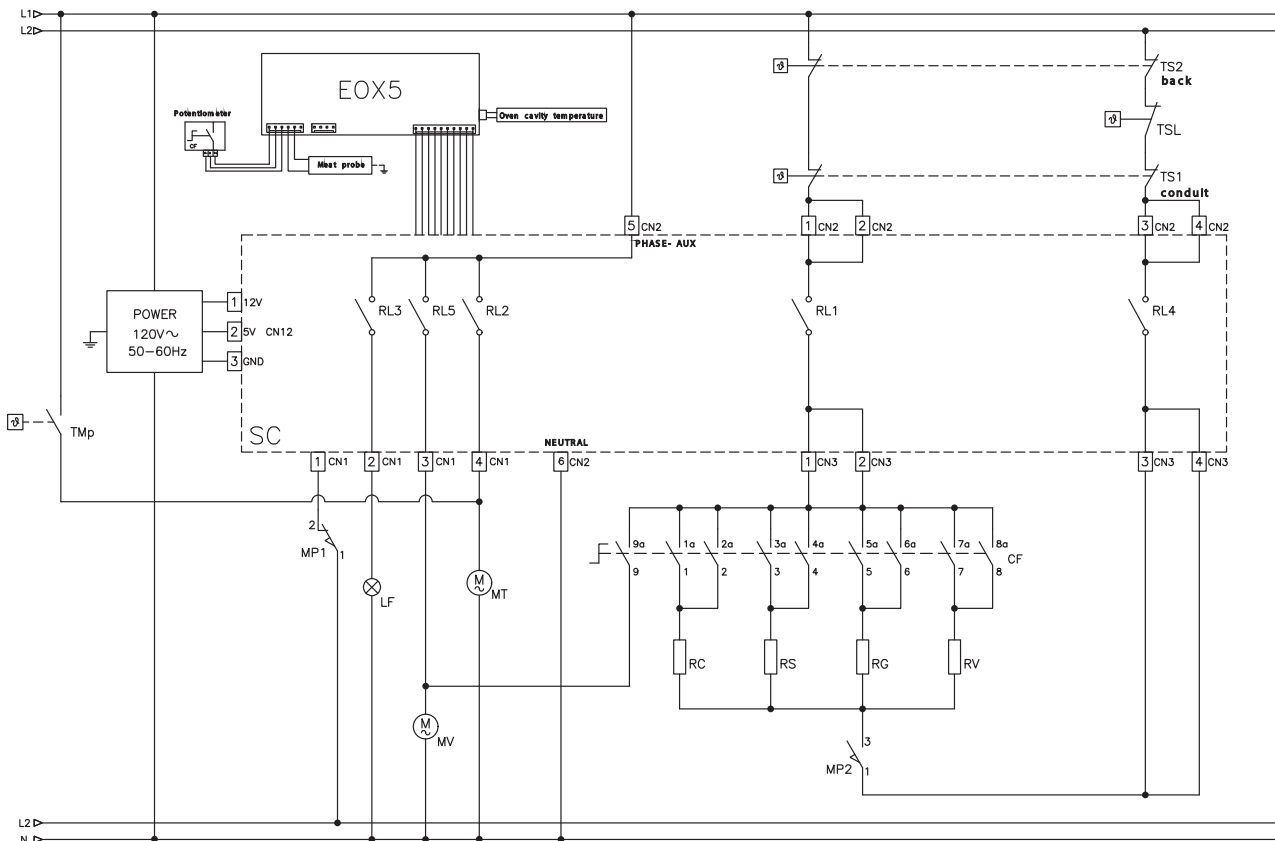 L1
L2
EOX5
Potentiometer
CF
Oven cavity temperature
Meat probe
ϑ
TS2
back
ϑ
TSL
ϑ
ϑ
TS1
conduit
5 CN2
1 CN2
2 CN2
3 CN2
4 CN2
PHASE- AUX
POWER
120V~
50-60Hz
1 12V
2 5V CN12
3 GND
RL3
RL5
RL2
RL1
RL4
ϑ
TMp
SC
NEUTRAL
1 CN1
2 CN1
3 CN1
4 CN1
6 CN2
1 CN3
2 CN3
3 CN3
4 CN3
2
MP1
1
9a
1a
2a
3a
4a
5a
6a
7a
8a
CF
9
1
2
3
4
5
6
7
8
LF
M
~
MT
RC
RS
RG
RV
M
~
MV
3
MP2
1
L2
N